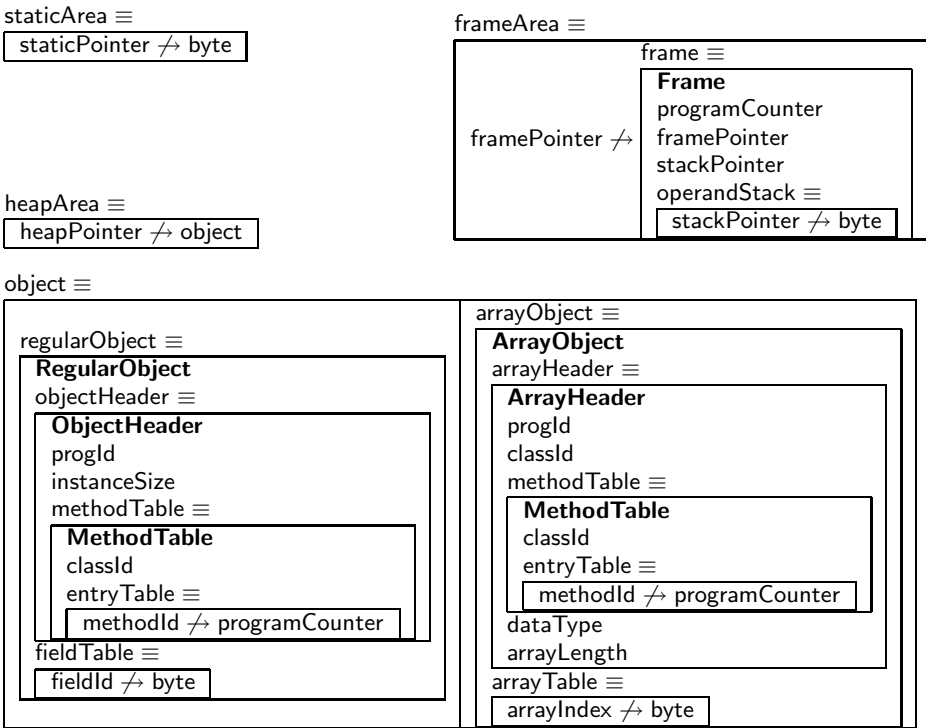 staticArea ≡
staticPointer ↛ byte
heapArea ≡
heapPointer ↛ object
frameArea ≡
framePointer ↛
frame ≡
Frame
programCounter
framePointer
stackPointer
operandStack ≡
stackPointer ↛ byte
object ≡
regularObject ≡
RegularObject
objectHeader ≡
ObjectHeader
progId
instanceSize
methodTable ≡
MethodTable
classId
entryTable ≡
methodId ↛ programCounter
fieldTable ≡
fieldId ↛ byte
arrayObject ≡
ArrayObject
arrayHeader ≡
ArrayHeader
progId
classId
methodTable ≡
MethodTable
classId
entryTable ≡
methodId ↛ programCounter
dataType
arrayLength
arrayTable ≡
arrayIndex ↛ byte